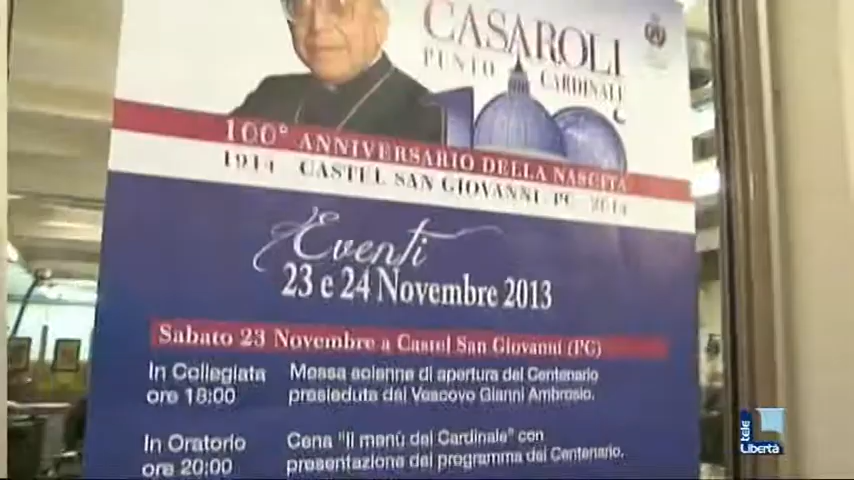 CASAROLI
PUNTO CARDINALE
100
100° ANNIVERSARIO DELLA NASCITA
1914 CASTEL SAN GIOVANNI - PC 2014
Eventi
23 e 24 Novembre 2013
Sabato 23 Novembre a Castel San Giovanni (PC)
In Collegiata Messa solenne di apertura del Centenario
ore 18:00 presieduta dal Vescovo Gianni Ambrosio.
In Oratorio Cena "Il menù del Cardinale" con
ore 20:00 presentazione del programma del Centenario.
tele
Libertà